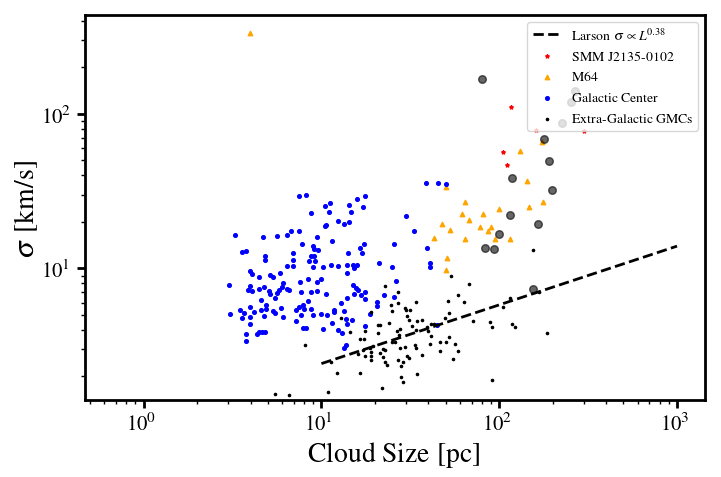 Larson σ ∝ L^0.38
SMM J2135-0102
M64
Galactic Center
Extra-Galactic GMCs
σ [km/s]
10²
10¹
10⁰
10¹
10²
10³
Cloud Size [pc]